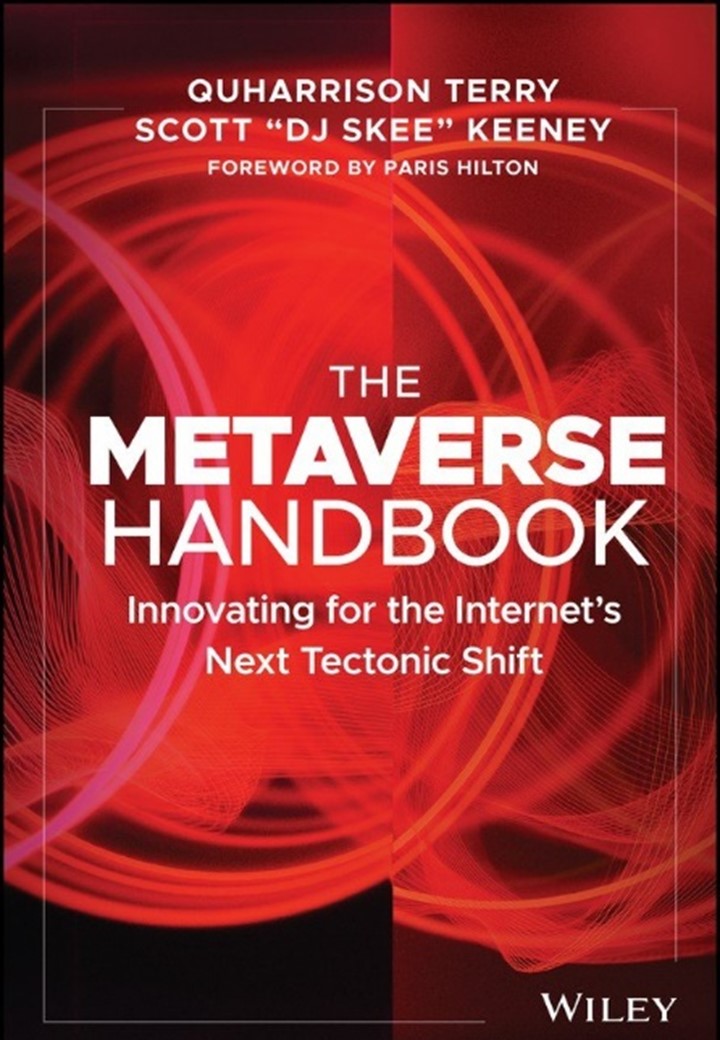 QUHARRISON TERRY
SCOTT “DJ SKEE” KEENEY
FOREWORD BY PARIS HILTON
THE
METAVERSE
HANDBOOK
Innovating for the Internet’s
Next Tectonic Shift
WILEY